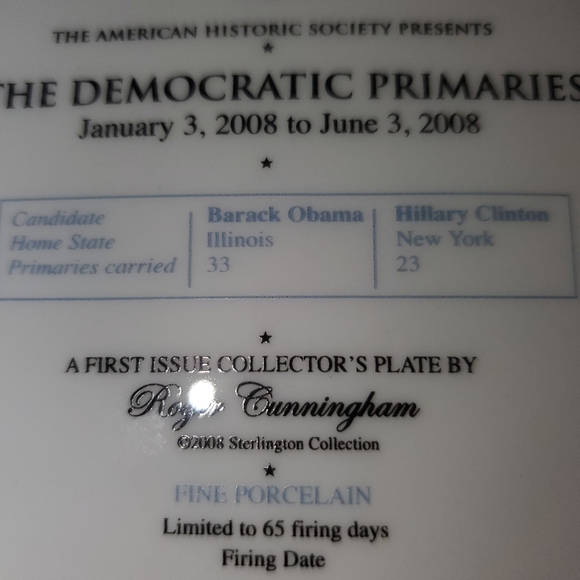 THE AMERICAN HISTORIC SOCIETY PRESENTS
THE DEMOCRATIC PRIMARIES
January 3, 2008 to June 3, 2008
Candidate Barack Obama Hillary Clinton
Home State Illinois New York
Primaries carried 33 23
A FIRST ISSUE COLLECTOR'S PLATE BY
Roger Cunningham
©2008 Sterlington Collection
FINE PORCELAIN
Limited to 65 firing days
Firing Date